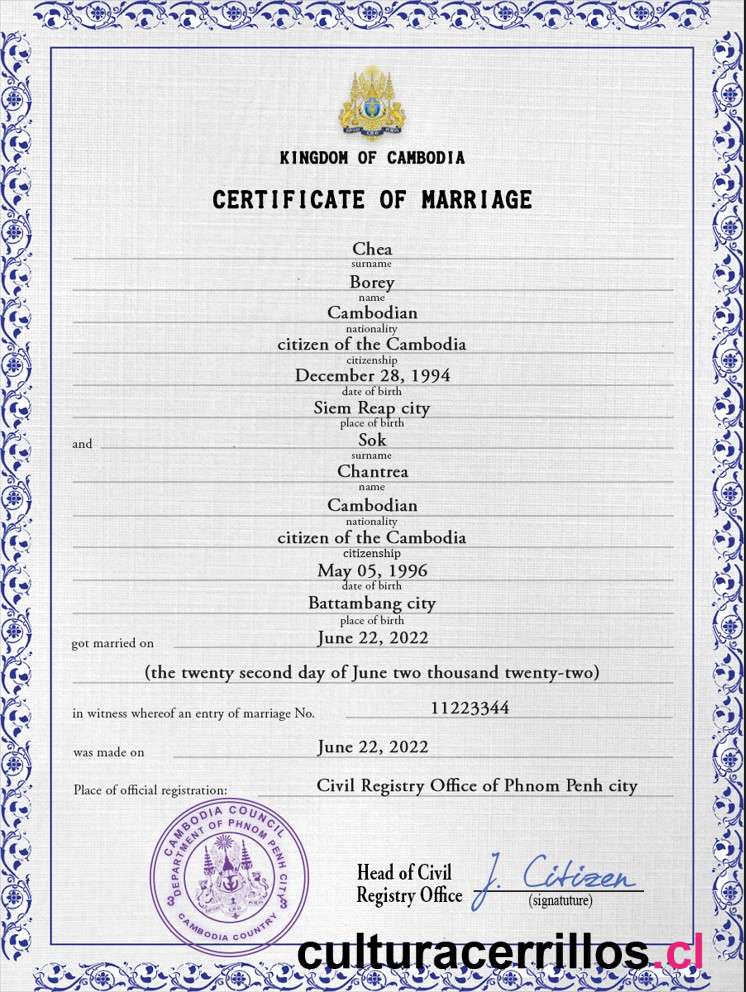 KINGDOM OF CAMBODIA
CERTIFICATE OF MARRIAGE
Chea
surname
Borey
name
Cambodian
nationality
citizen of the Cambodia
citizenship
December 28, 1994
date of birth
Siem Reap city
place of birth
and Sok
surname
Chantrea
name
Cambodian
nationality
citizen of the Cambodia
citizenship
May 05, 1996
date of birth
Battambang city
place of birth
got married on June 22, 2022
(the twenty second day of June two thousand twenty-two)
in witness whereof an entry of marriage No. 11223344
was made on June 22, 2022
Place of official registration: Civil Registry Office of Phnom Penh city
CAMBODIA COUNCIL
DEPARTMENT OF PHNOM PENH CITY
CAMBODIA COUNTRY
Head of Civil
Registry Office
J. Citizen
(signatuture)
culturacerrillos.cl